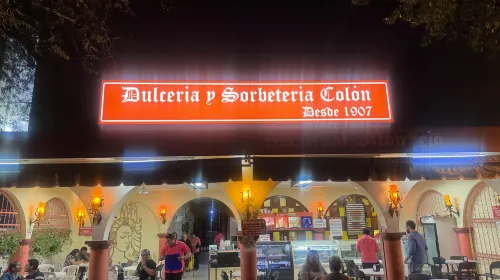 Dulceria y Sorbeteria Colón
Desde 1907